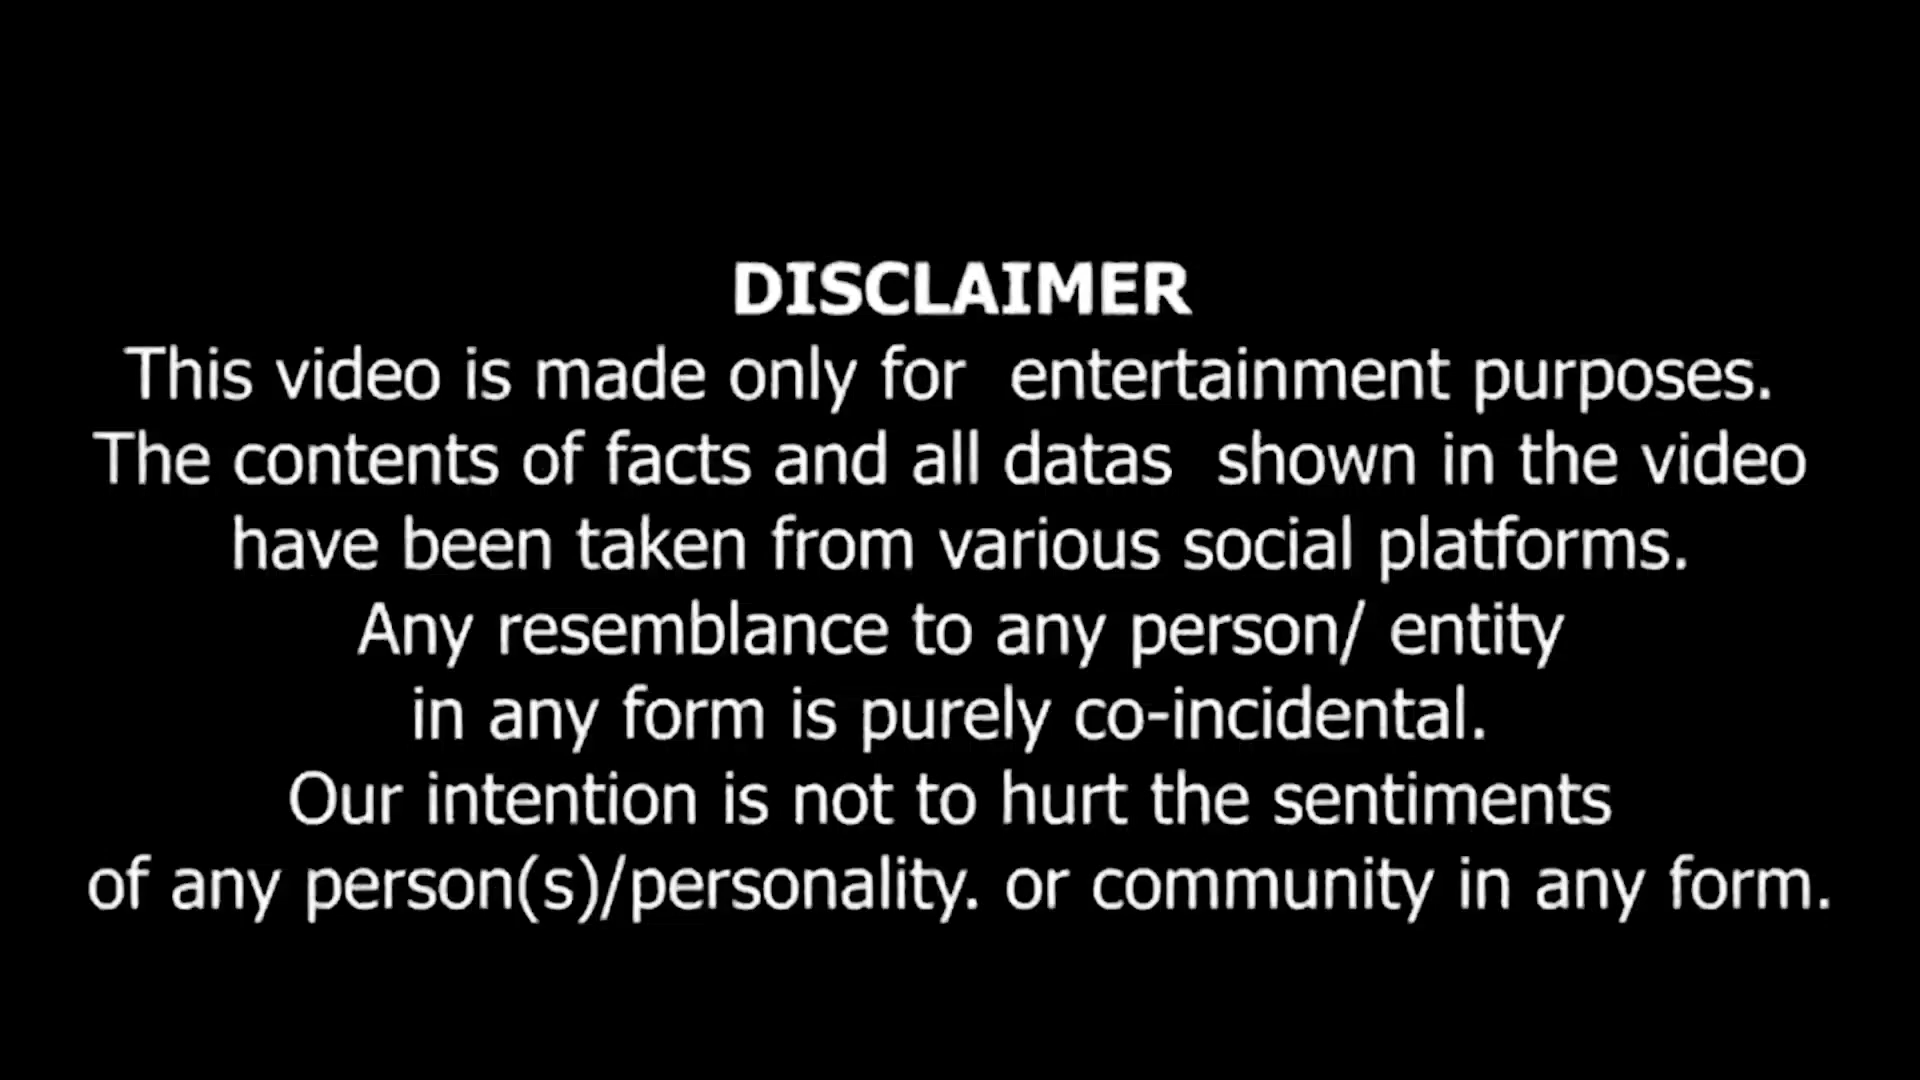 DISCLAIMER
This video is made only for  entertainment purposes.
The contents of facts and all datas  shown in the video
have been taken from various social platforms.
Any resemblance to any person/ entity
in any form is purely co-incidental.
Our intention is not to hurt the sentiments
of any person(s)/personality. or community in any form.